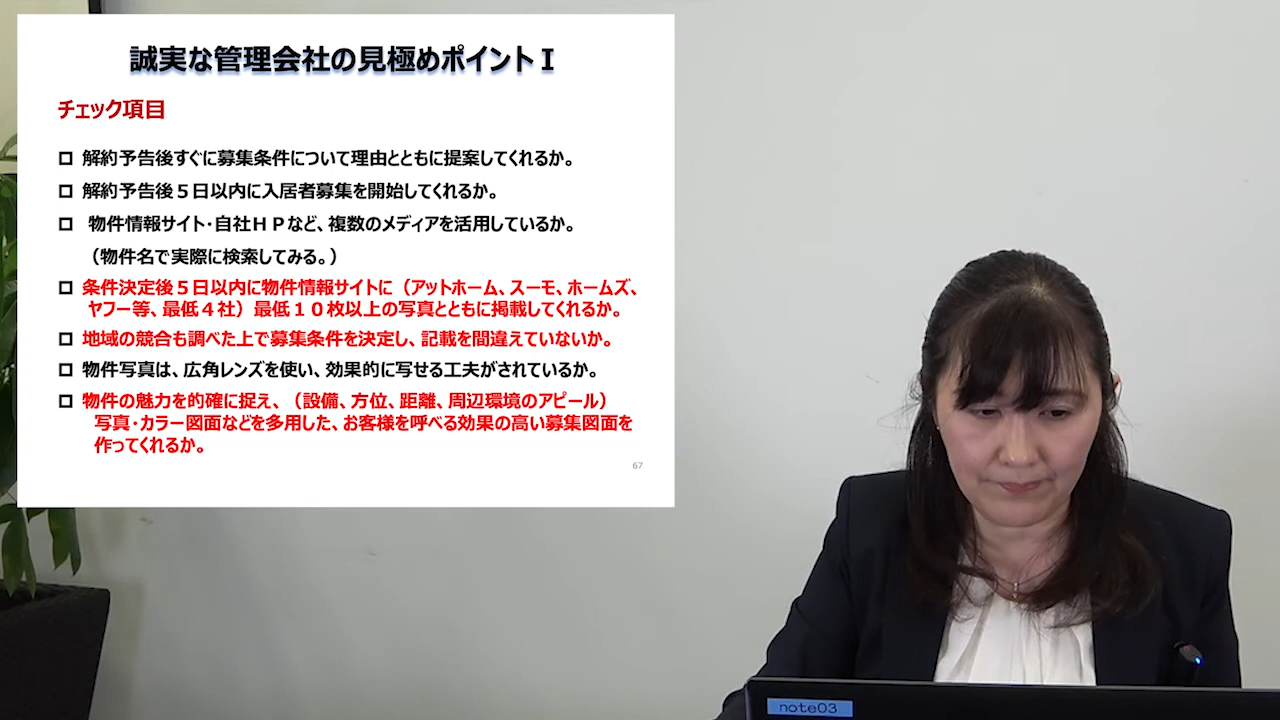 誠実な管理会社の見極めポイントⅠ
チェック項目
□ 解約予告後すぐに募集条件について理由とともに提案してくれるか。
□ 解約予告後５日以内に入居者募集を開始してくれるか。
□ 物件情報サイト・自社ＨＰなど、複数のメディアを活用しているか。
（物件名で実際に検索してみる。）
□ 条件決定後５日以内に物件情報サイトに（アットホーム、スーモ、ホームズ、
ヤフー等、最低４社）最低１０枚以上の写真とともに掲載してくれるか。
□ 地域の競合も調べた上で募集条件を決定し、記載を間違えていないか。
□ 物件写真は、広角レンズを使い、効果的に写せる工夫がされているか。
□ 物件の魅力を的確に捉え、（設備、方位、距離、周辺環境のアピール）
写真・カラー図面などを多用した、お客様を呼べる効果の高い募集図面を
作ってくれるか。
67
note03